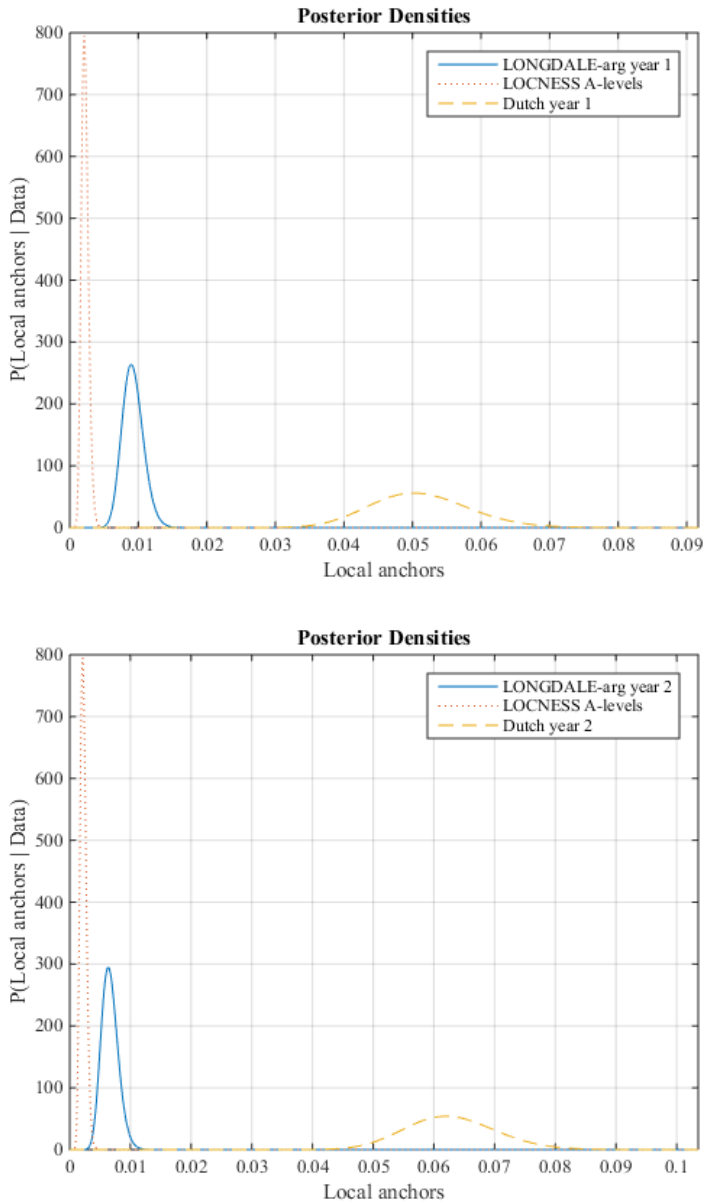 Posterior Densities
800
700
600
500
400
300
200
100
0
P(Local anchors | Data)
LONGDALE-arg year 1
LOCNESS A-levels
Dutch year 1
0 0.01 0.02 0.03 0.04 0.05 0.06 0.07 0.08 0.09
Local anchors
Posterior Densities
800
700
600
500
400
300
200
100
0
P(Local anchors | Data)
LONGDALE-arg year 2
LOCNESS A-levels
Dutch year 2
0 0.01 0.02 0.03 0.04 0.05 0.06 0.07 0.08 0.09 0.1
Local anchors